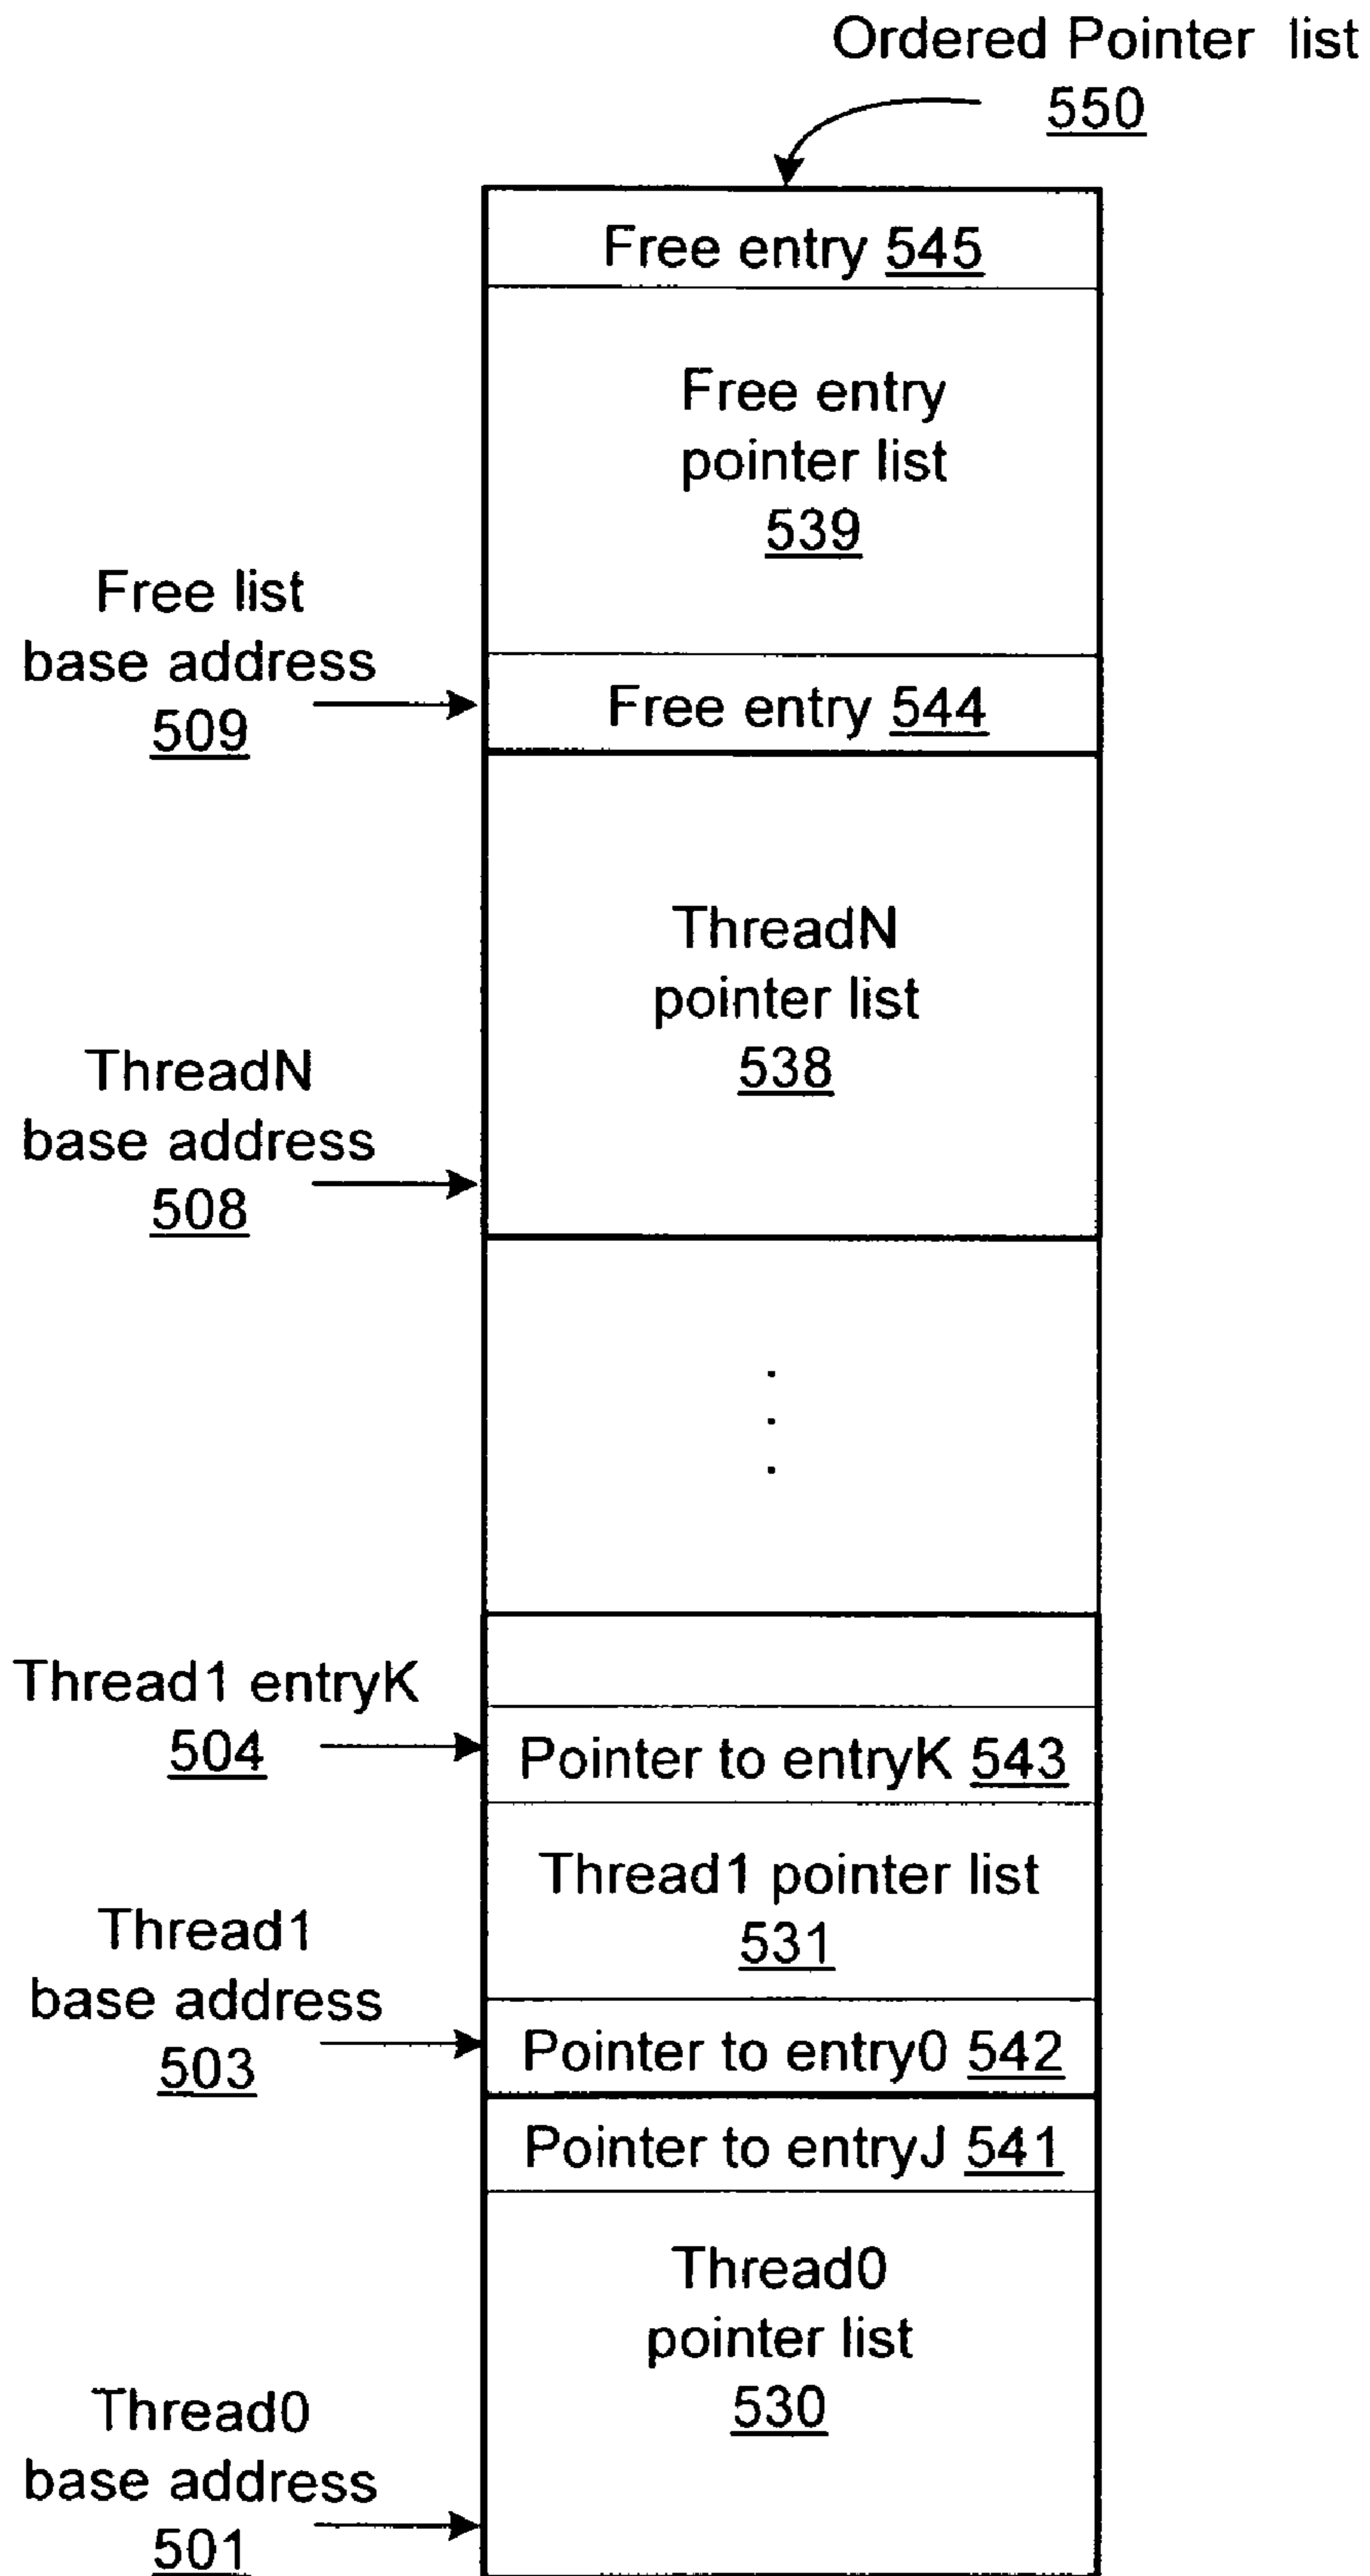 Ordered Pointer list
550
Free entry 545
Free entry
pointer list
539
Free list
base address
509
Free entry 544
ThreadN
pointer list
538
ThreadN
base address
508
.
.
.
Thread1 entryK
504
Pointer to entryK 543
Thread1 pointer list
531
Thread1
base address
503
Pointer to entry0 542
Pointer to entryJ 541
Thread0
pointer list
530
Thread0
base address
501